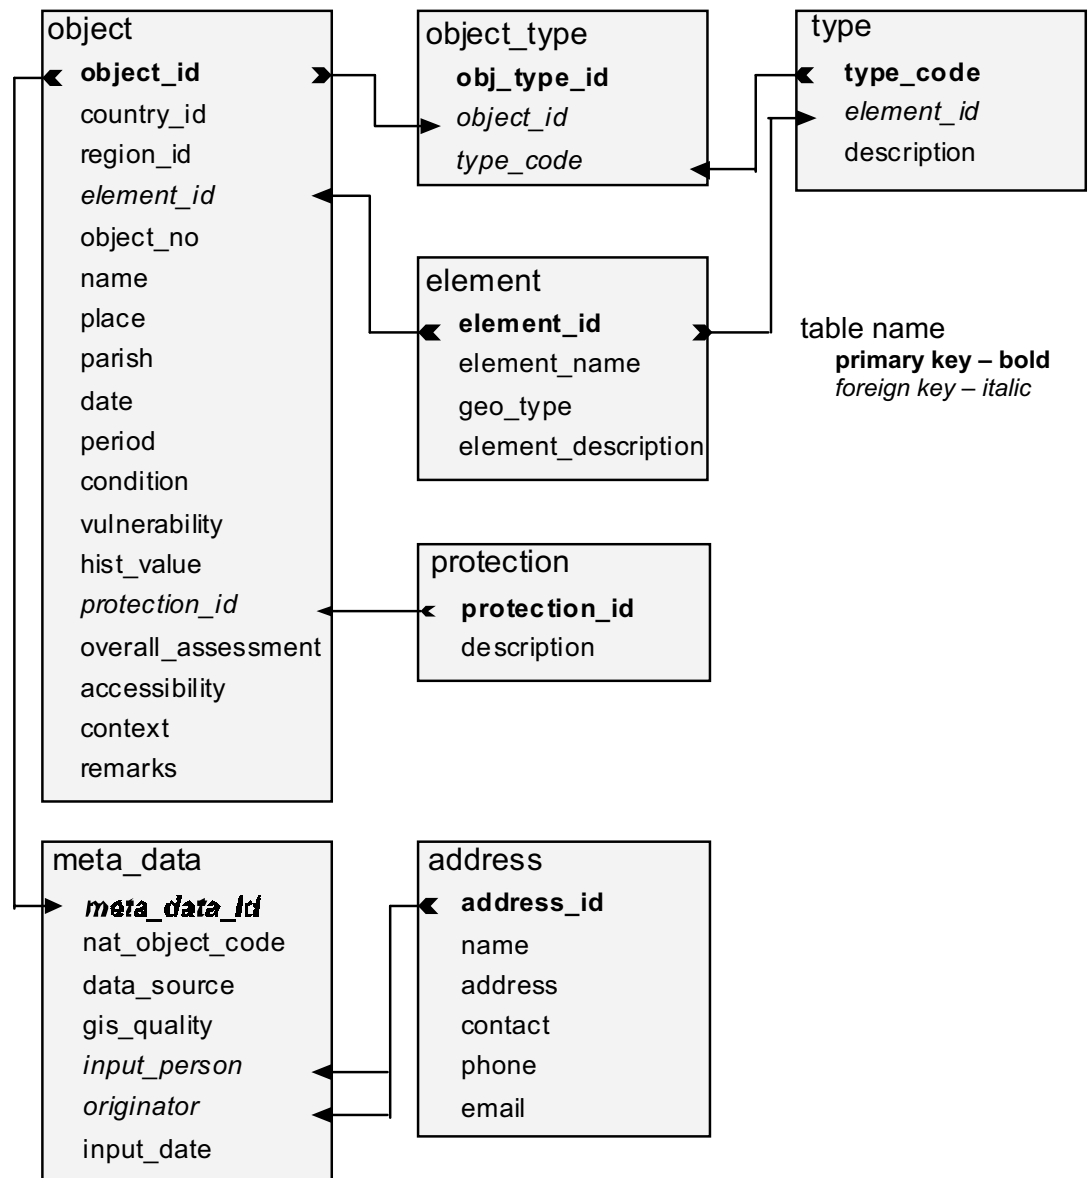 object
object_id
country_id
region_id
element_id
object_no
name
place
parish
date
period
condition
vulnerability
hist_value
protection_id
overall_assessment
accessibility
context
remarks
object_type
obj_type_id
object_id
type_code
type
type_code
element_id
description
element
element_id
element_name
geo_type
element_description
table name
primary key – bold
foreign key – italic
protection
protection_id
description
meta_data
meta_data_id
nat_object_code
data_source
gis_quality
input_person
originator
input_date
address
address_id
name
address
contact
phone
email